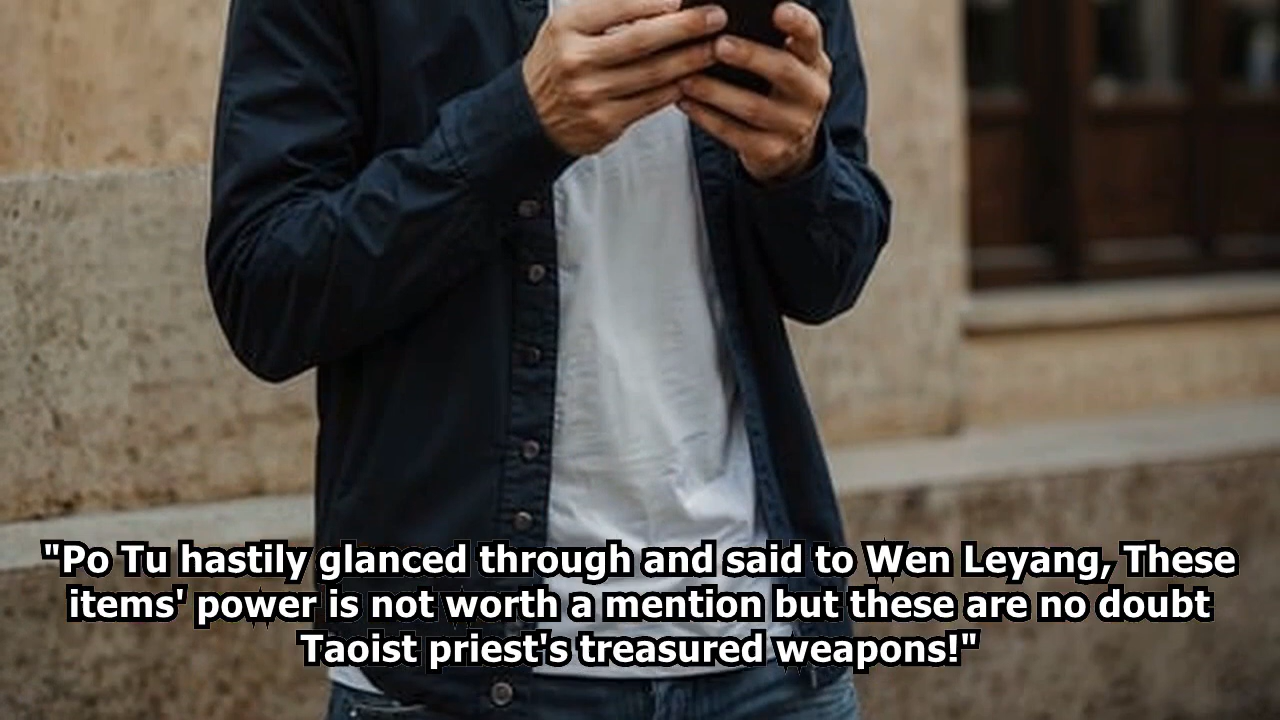 "Po Tu hastily glanced through and said to Wen Leyang, These
items' power is not worth a mention but these are no doubt
Taoist priest's treasured weapons!"